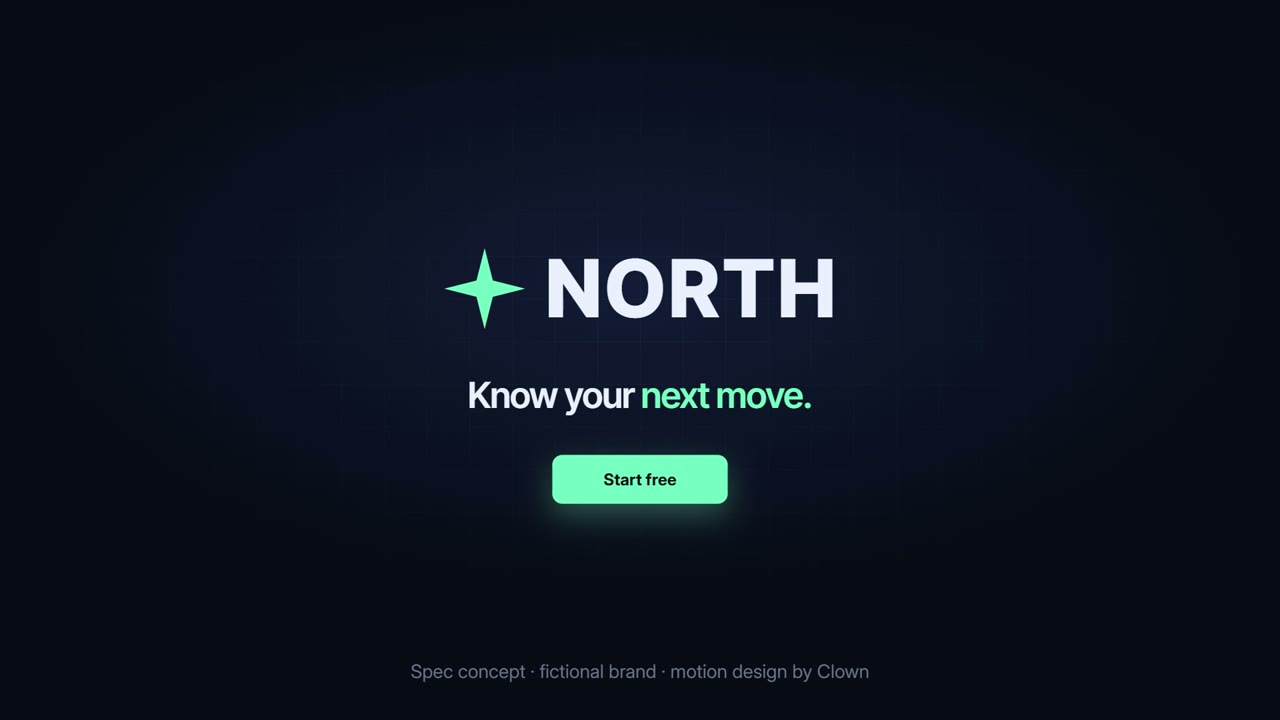 NORTH
Know your next move.
Start free
Spec concept · fictional brand · motion design by Clown